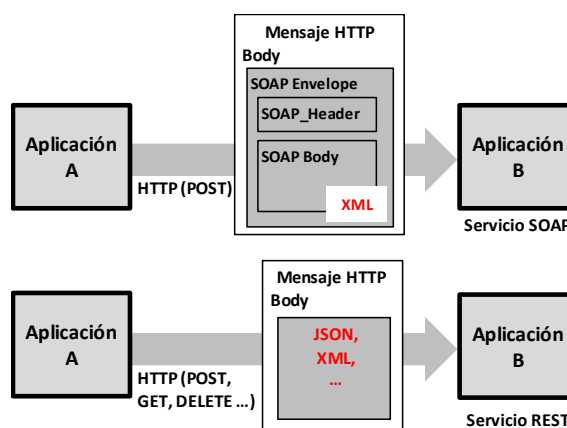 Mensaje HTTP
Body
SOAP Envelope
SOAP_Header
SOAP Body
XML
Aplicación
A
HTTP (POST)
Aplicación
B
Servicio SOAP
Mensaje HTTP
Body
JSON,
XML,
...
Aplicación
A
HTTP (POST,
GET, DELETE ...)
Aplicación
B
Servicio REST